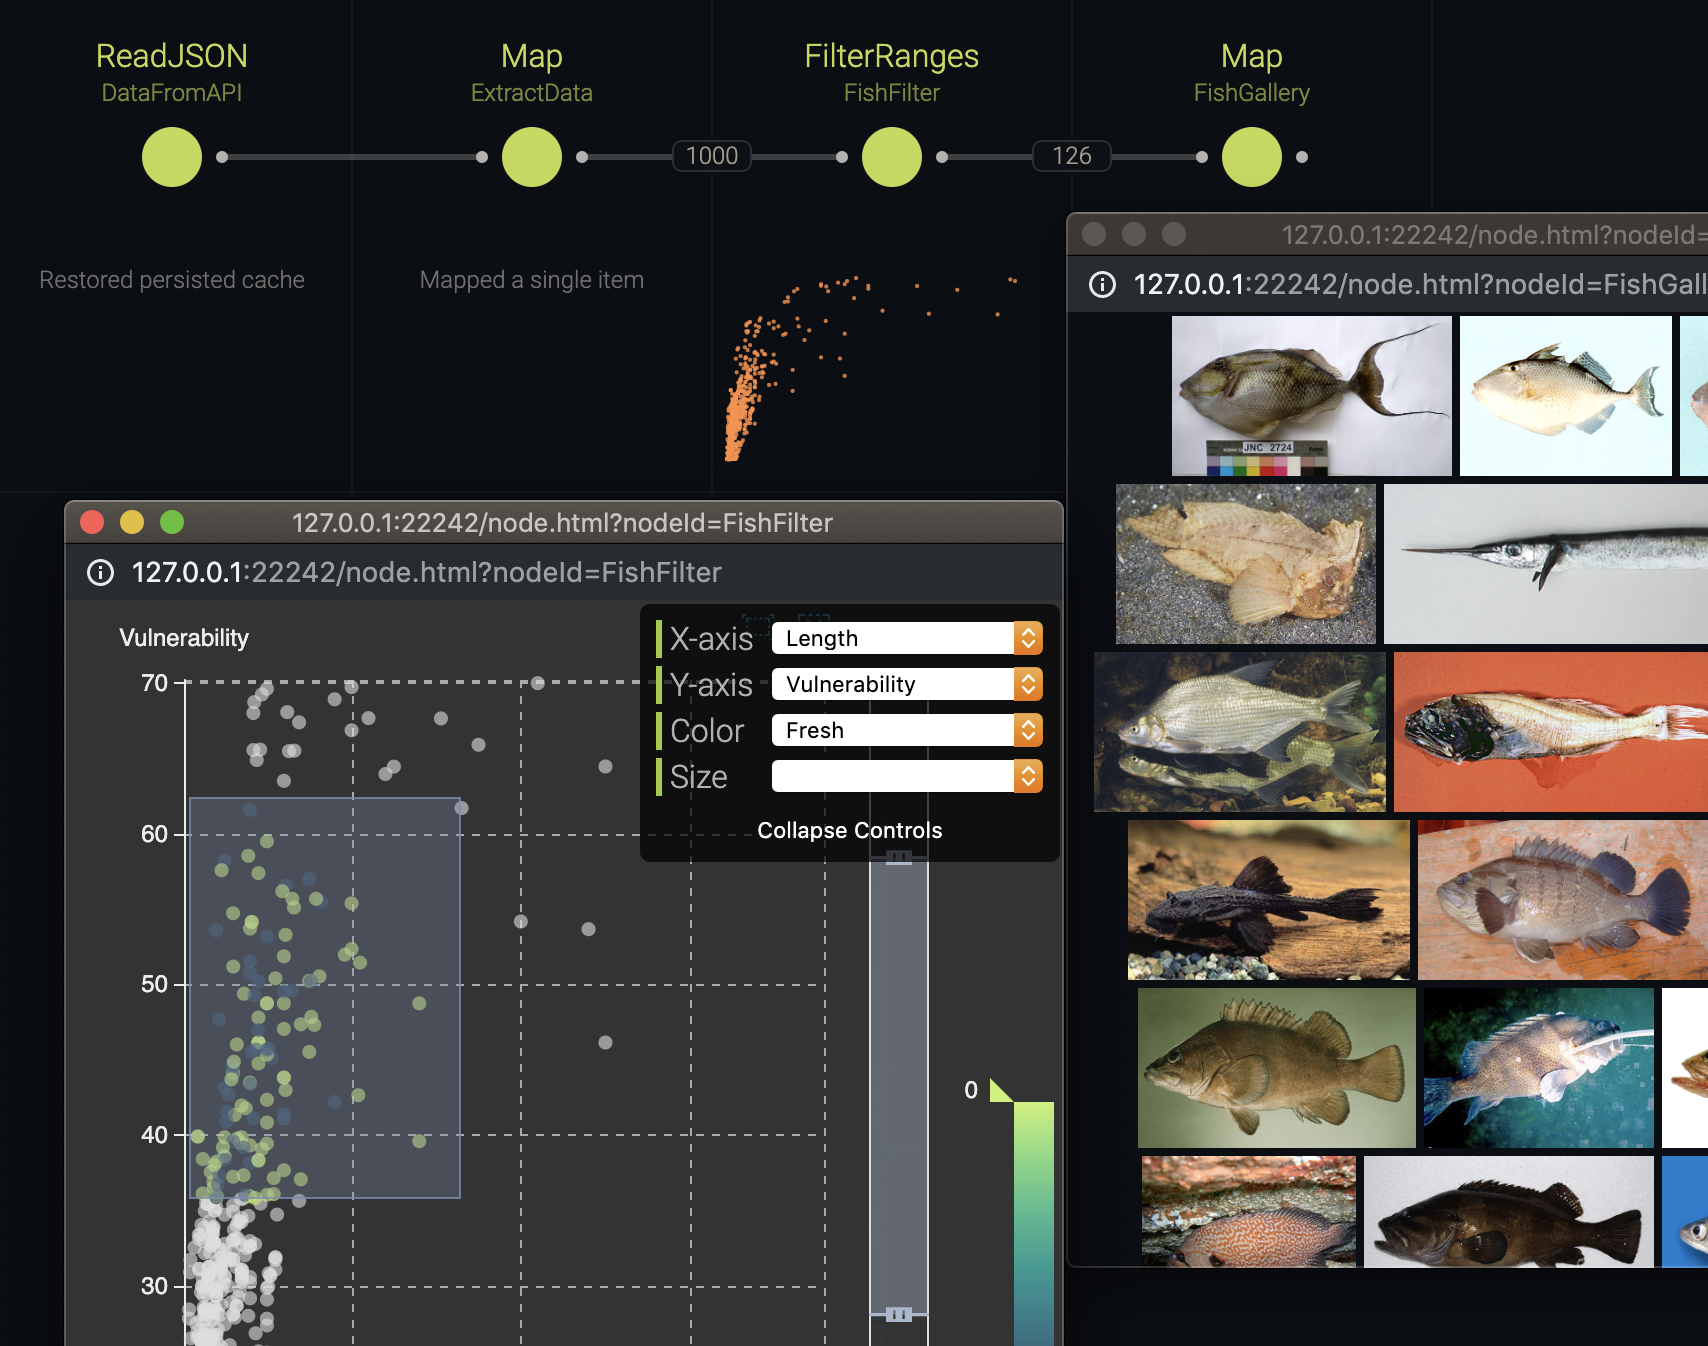 ReadJSON
DataFromAPI
Map
ExtractData
FilterRanges
FishFilter
Map
FishGallery
1000
126
Restored persisted cache
Mapped a single item
127.0.0.1:22242/node.html?nodeId=
127.0.0.1:22242/node.html?nodeId=FishGall
JNC 2724
127.0.0.1:22242/node.html?nodeId=FishFilter
127.0.0.1:22242/node.html?nodeId=FishFilter
Vulnerability
X-axis Length
Y-axis Vulnerability
Color Fresh
Size
Collapse Controls
70
60
50
40
30
0